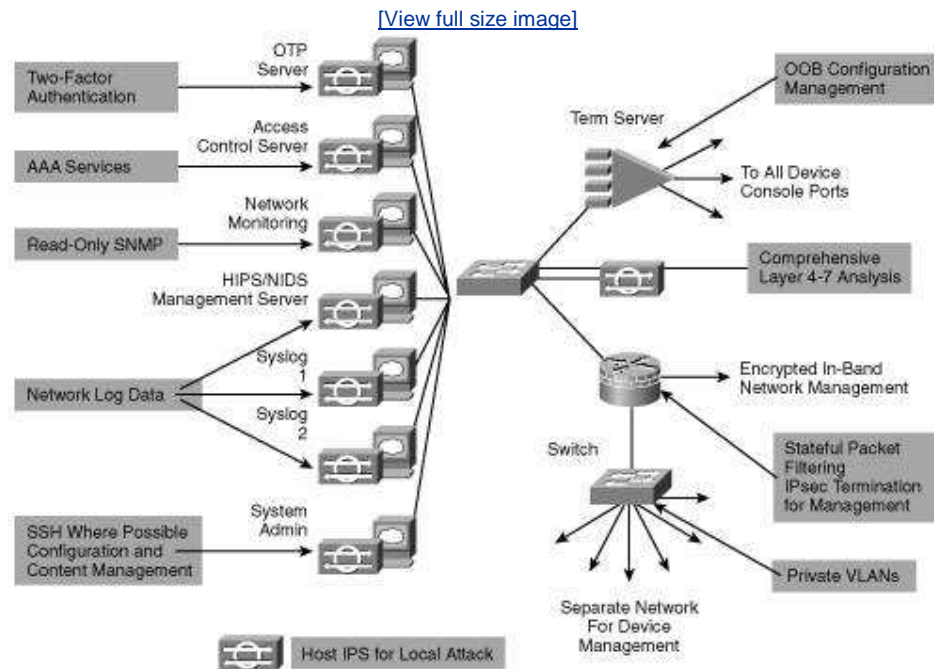 [View full size image]
OTP
Server
Two-Factor
Authentication
Access
Control Server
AAA Services
Network
Monitoring
Read-Only SNMP
HIPS/NIDS
Management Server
Syslog
1
Network Log Data
Syslog
2
System
Admin
SSH Where Possible
Configuration and
Content Management
OOB Configuration
Management
Term Server
To All Device
Console Ports
Comprehensive
Layer 4-7 Analysis
Encrypted In-Band
Network Management
Switch
Stateful Packet
Filtering
IPsec Termination
for Management
Private VLANs
Separate Network
For Device
Management
Host IPS for Local Attack